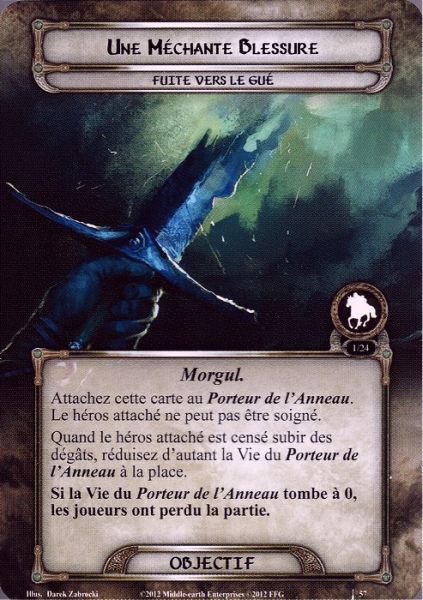 Une Méchante Blessure
Fuite vers le Gué
1/24
Morgul.
Attachez cette carte au Porteur de l'Anneau.
Le héros attaché ne peut pas être soigné.
Quand le héros attaché est censé subir des
dégâts, réduisez d'autant la Vie du Porteur de
l'Anneau à la place.
Si la Vie du Porteur de l'Anneau tombe à 0,
les joueurs ont perdu la partie.
Objectif
Illus. Darek Zabrocki
©2012 Middle-earth Enterprises ©2012 FFG
57